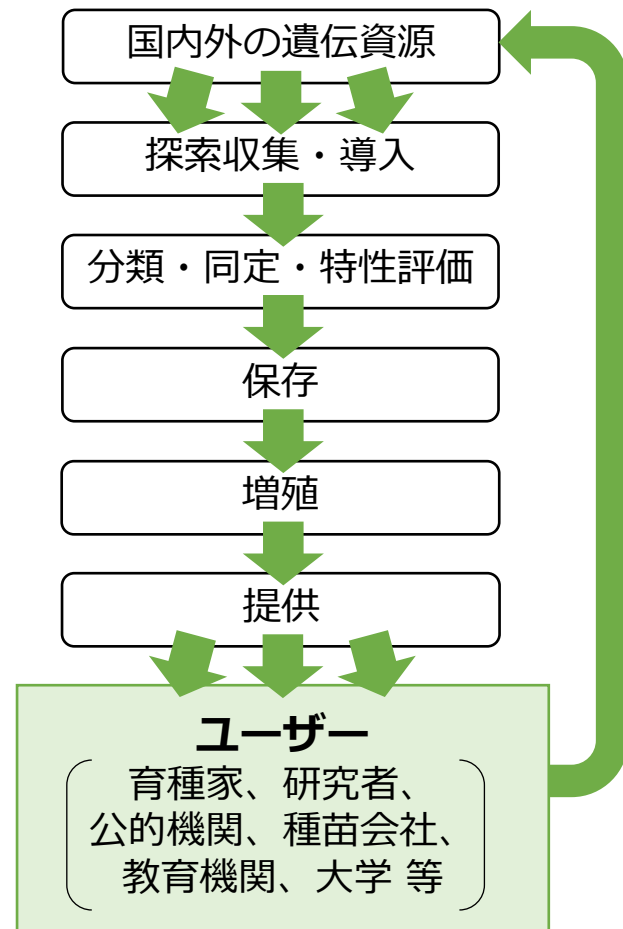 国内外の遺伝資源
探索収集・導入
分類・同定・特性評価
保存
増殖
提供
ユーザー
育種家、研究者、
公的機関、種苗会社、
教育機関、大学 等